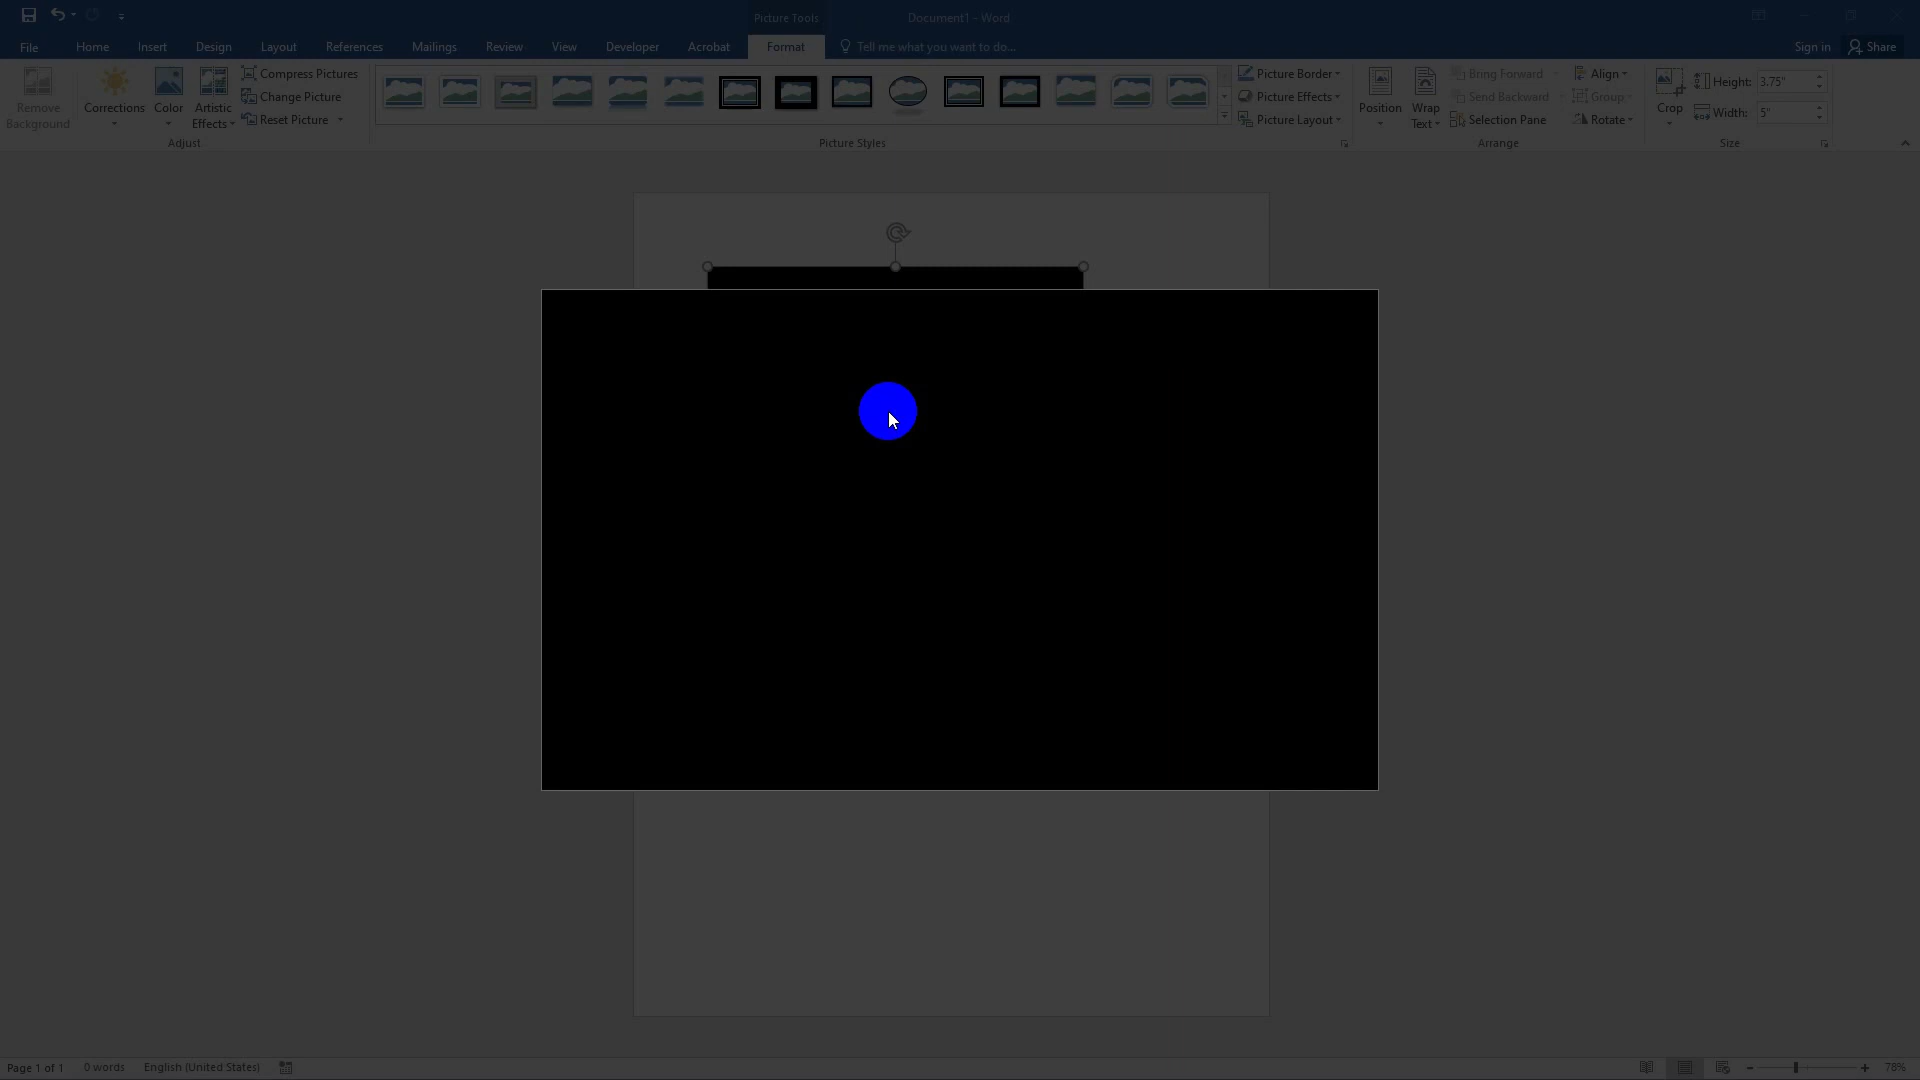 Picture Tools
Document1 - Word
File Home Insert Design Layout References Mailings Review View Developer Acrobat Format Tell me what you want to do... Sign in Share
Remove Background
Corrections
Color
Artistic Effects
Compress Pictures
Change Picture
Reset Picture
Adjust
Picture Styles
Picture Border
Picture Effects
Picture Layout
Position
Wrap Text
Bring Forward
Send Backward
Selection Pane
Align
Group
Rotate
Arrange
Crop
Height: 3.75"
Width: 5"
Size
Page 1 of 1 0 words English (United States) 78%